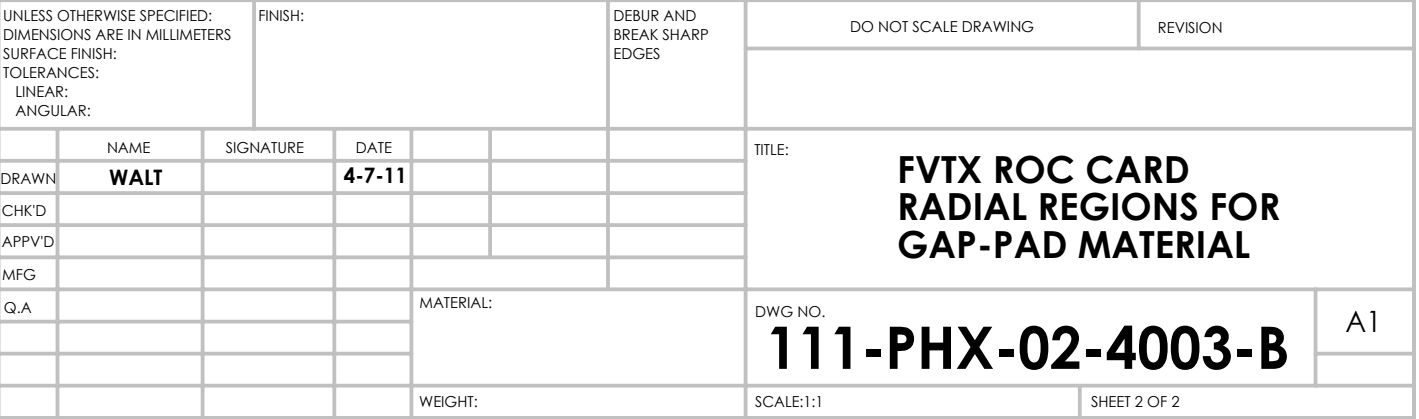 UNLESS OTHERWISE SPECIFIED:
DIMENSIONS ARE IN MILLIMETERS
SURFACE FINISH:
TOLERANCES:
LINEAR:
ANGULAR:
FINISH:
DEBUR AND
BREAK SHARP
EDGES
DO NOT SCALE DRAWING
REVISION
NAME SIGNATURE DATE
DRAWN WALT 4-7-11
CHK'D
APPV'D
MFG
Q.A
TITLE:
FVTX ROC CARD
RADIAL REGIONS FOR
GAP-PAD MATERIAL
MATERIAL:
DWG NO.
111-PHX-02-4003-B
A1
WEIGHT:
SCALE:1:1
SHEET 2 OF 2